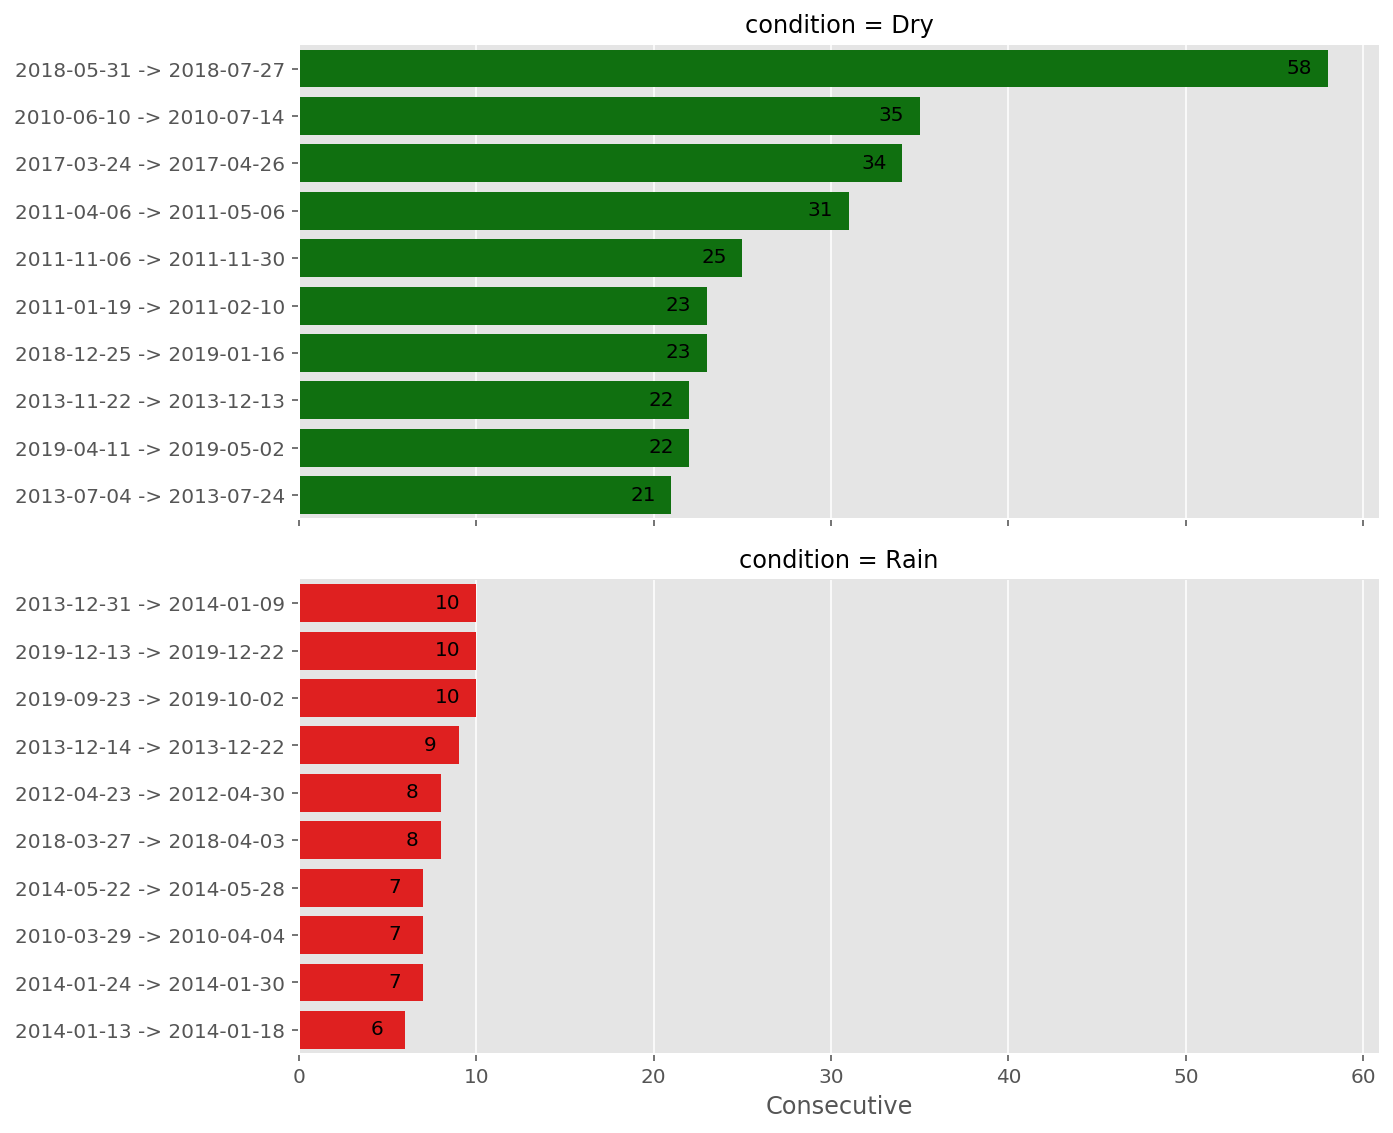 condition = Dry
2018-05-31 -> 2018-07-27 58
2010-06-10 -> 2010-07-14 35
2017-03-24 -> 2017-04-26 34
2011-04-06 -> 2011-05-06 31
2011-11-06 -> 2011-11-30 25
2011-01-19 -> 2011-02-10 23
2018-12-25 -> 2019-01-16 23
2013-11-22 -> 2013-12-13 22
2019-04-11 -> 2019-05-02 22
2013-07-04 -> 2013-07-24 21
condition = Rain
2013-12-31 -> 2014-01-09 10
2019-12-13 -> 2019-12-22 10
2019-09-23 -> 2019-10-02 10
2013-12-14 -> 2013-12-22 9
2012-04-23 -> 2012-04-30 8
2018-03-27 -> 2018-04-03 8
2014-05-22 -> 2014-05-28 7
2010-03-29 -> 2010-04-04 7
2014-01-24 -> 2014-01-30 7
2014-01-13 -> 2014-01-18 6
0 10 20 30 40 50 60
Consecutive